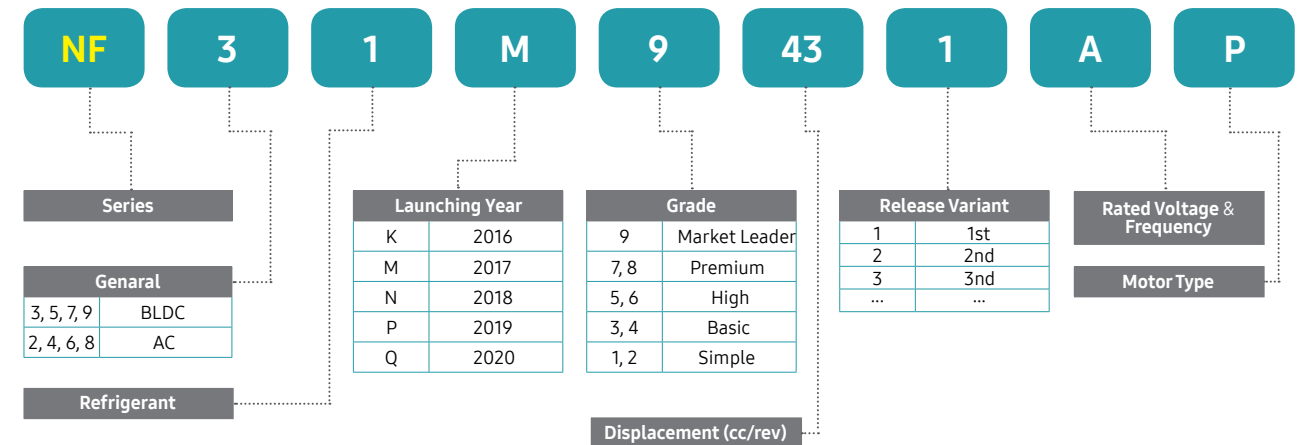 NF 3 1 M 9 43 1 A P
Series
Genaral
3, 5, 7, 9 BLDC
2, 4, 6, 8 AC
Refrigerant
Launching Year
K 2016
M 2017
N 2018
P 2019
Q 2020
Grade
9 Market Leader
7, 8 Premium
5, 6 High
3, 4 Basic
1, 2 Simple
Displacement (cc/rev)
Release Variant
1 1st
2 2nd
3 3nd
... ...
Rated Voltage &
Frequency
Motor Type